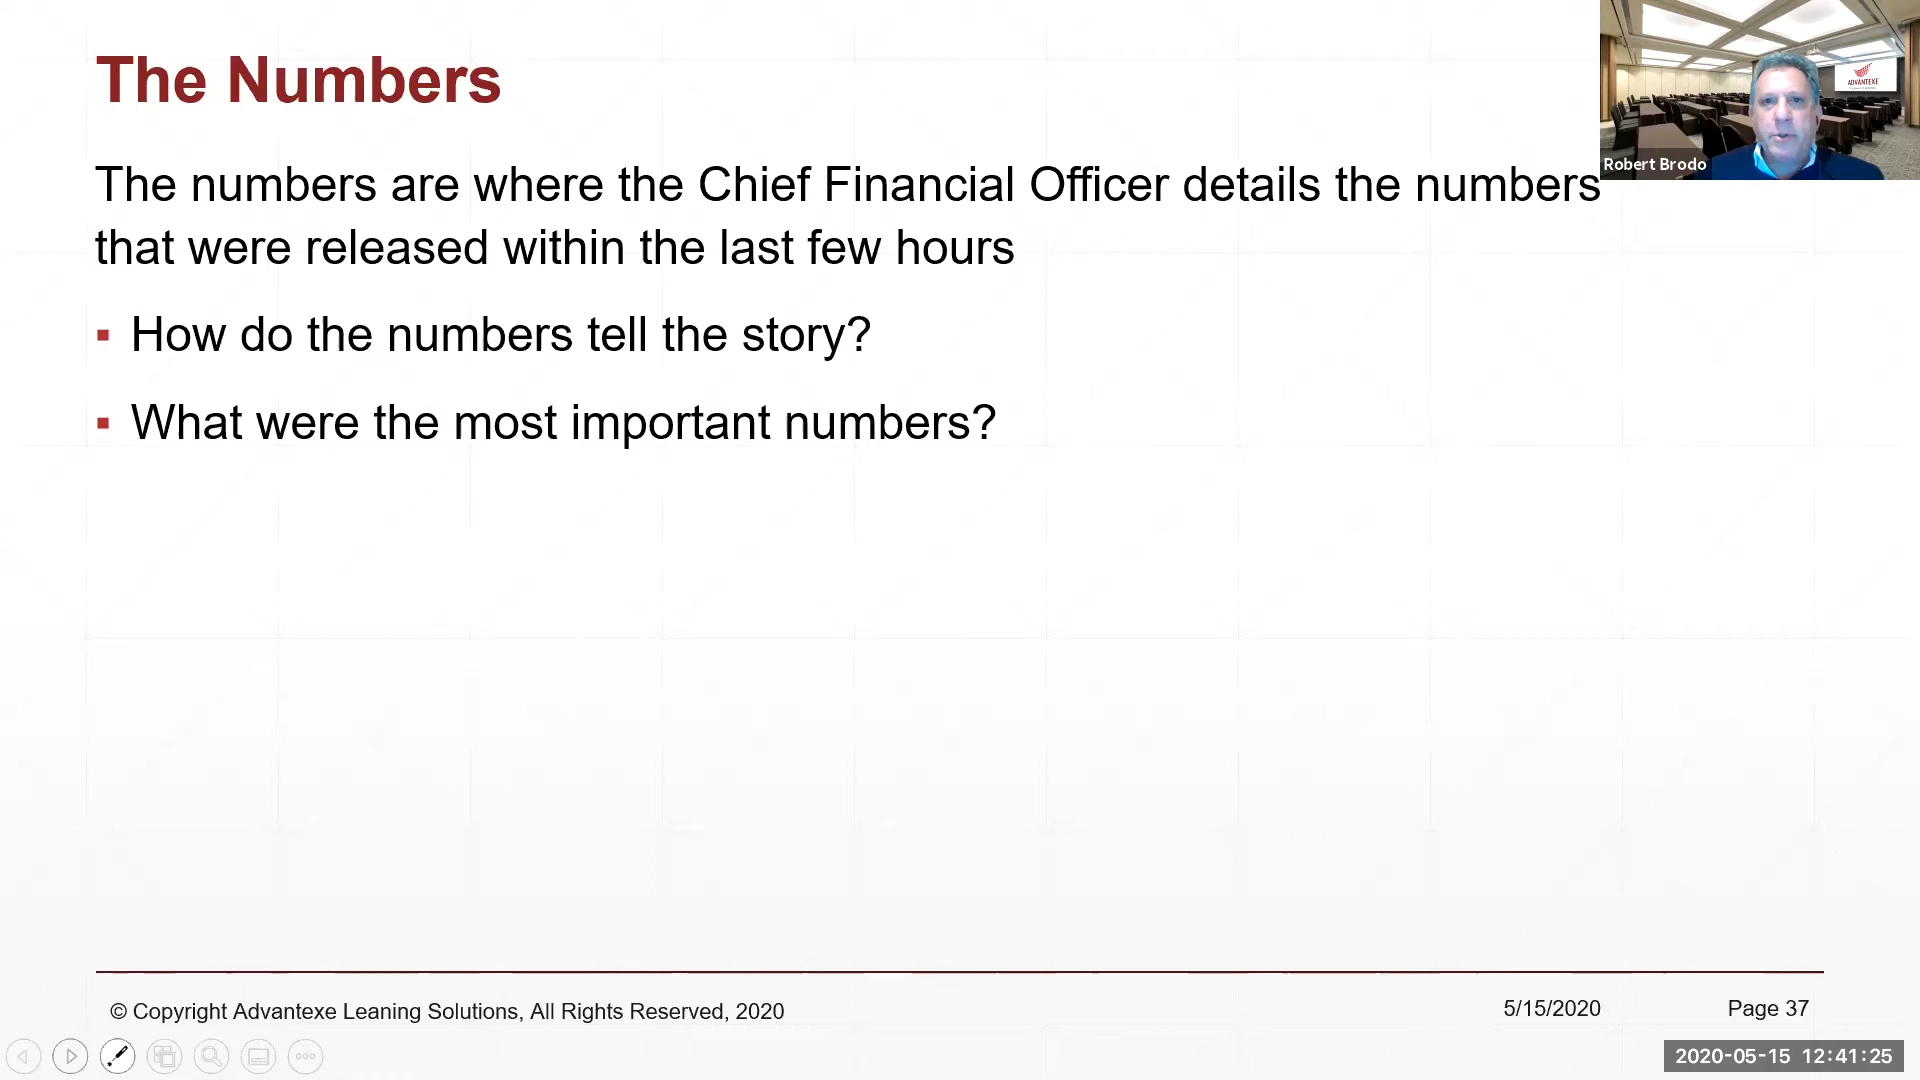 The Numbers
The numbers are where the Chief Financial Officer details the numbers
that were released within the last few hours
▪ How do the numbers tell the story?
▪ What were the most important numbers?
ADVANTEXE
Robert Brodo
© Copyright Advantexe Leaning Solutions, All Rights Reserved, 2020
5/15/2020
Page 37
2020-05-15 12:41:25